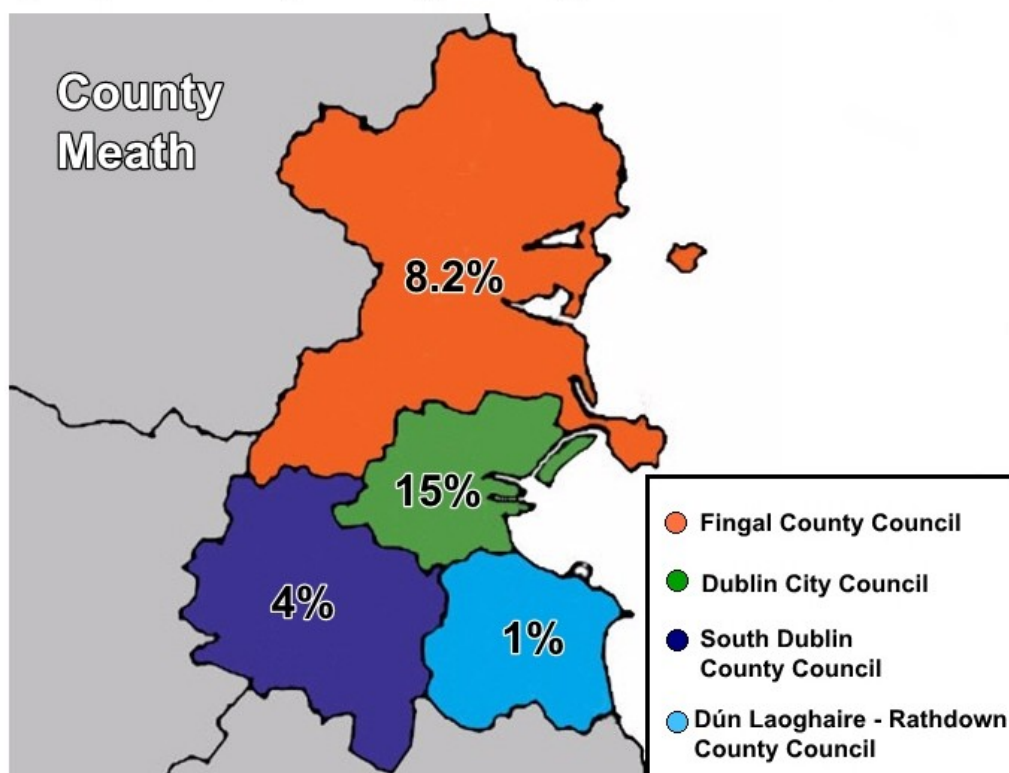 County
Meath
8.2%
15%
4%
1%
Fingal County Council
Dublin City Council
South Dublin
County Council
Dún Laoghaire - Rathdown
County Council